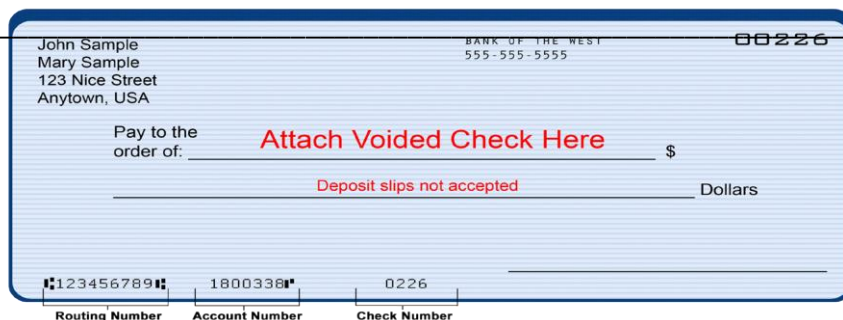 John Sample
Mary Sample
123 Nice Street
Anytown, USA
BANK OF THE WEST
555-555-5555
00226
Pay to the
order of:
Attach Voided Check Here
$
Deposit slips not accepted
Dollars
⑆123456789⑆ 1800338⑈ 0226
Routing Number Account Number Check Number